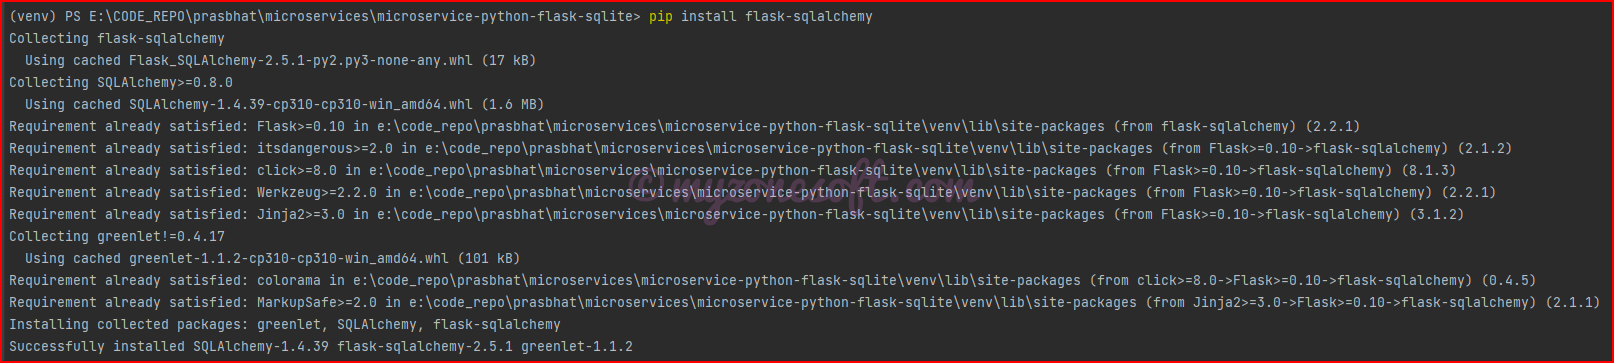 (venv) PS E:\CODE_REPO\prasbhat\microservices\microservice-python-flask-sqlite> pip install flask-sqlalchemy
Collecting flask-sqlalchemy
  Using cached Flask_SQLAlchemy-2.5.1-py2.py3-none-any.whl (17 kB)
Collecting SQLAlchemy>=0.8.0
  Using cached SQLAlchemy-1.4.39-cp310-cp310-win_amd64.whl (1.6 MB)
Requirement already satisfied: Flask>=0.10 in e:\code_repo\prasbhat\microservices\microservice-python-flask-sqlite\venv\lib\site-packages (from flask-sqlalchemy) (2.2.1)
Requirement already satisfied: itsdangerous>=2.0 in e:\code_repo\prasbhat\microservices\microservice-python-flask-sqlite\venv\lib\site-packages (from Flask>=0.10->flask-sqlalchemy) (2.1.2)
Requirement already satisfied: click>=8.0 in e:\code_repo\prasbhat\microservices\microservice-python-flask-sqlite\venv\lib\site-packages (from Flask>=0.10->flask-sqlalchemy) (8.1.3)
Requirement already satisfied: Werkzeug>=2.2.0 in e:\code_repo\prasbhat\microservices\microservice-python-flask-sqlite\venv\lib\site-packages (from Flask>=0.10->flask-sqlalchemy) (2.2.1)
Requirement already satisfied: Jinja2>=3.0 in e:\code_repo\prasbhat\microservices\microservice-python-flask-sqlite\venv\lib\site-packages (from Flask>=0.10->flask-sqlalchemy) (3.1.2)
© myzonesoft.com
Collecting greenlet!=0.4.17
  Using cached greenlet-1.1.2-cp310-cp310-win_amd64.whl (101 kB)
Requirement already satisfied: colorama in e:\code_repo\prasbhat\microservices\microservice-python-flask-sqlite\venv\lib\site-packages (from click>=8.0->Flask>=0.10->flask-sqlalchemy) (0.4.5)
Requirement already satisfied: MarkupSafe>=2.0 in e:\code_repo\prasbhat\microservices\microservice-python-flask-sqlite\venv\lib\site-packages (from Jinja2>=3.0->Flask>=0.10->flask-sqlalchemy) (2.1.1)
Installing collected packages: greenlet, SQLAlchemy, flask-sqlalchemy
Successfully installed SQLAlchemy-1.4.39 flask-sqlalchemy-2.5.1 greenlet-1.1.2